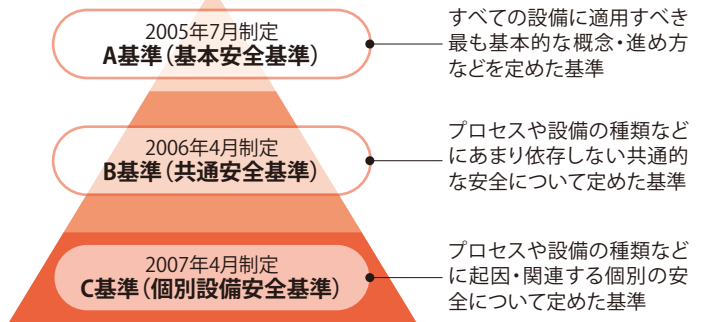 2005年7月制定
A基準（基本安全基準）
すべての設備に適用すべき
最も基本的な概念・進め方
などを定めた基準
2006年4月制定
B基準（共通安全基準）
プロセスや設備の種類など
にあまり依存しない共通的
な安全について定めた基準
2007年4月制定
C基準（個別設備安全基準）
プロセスや設備の種類など
に起因・関連する個別の安
全について定めた基準